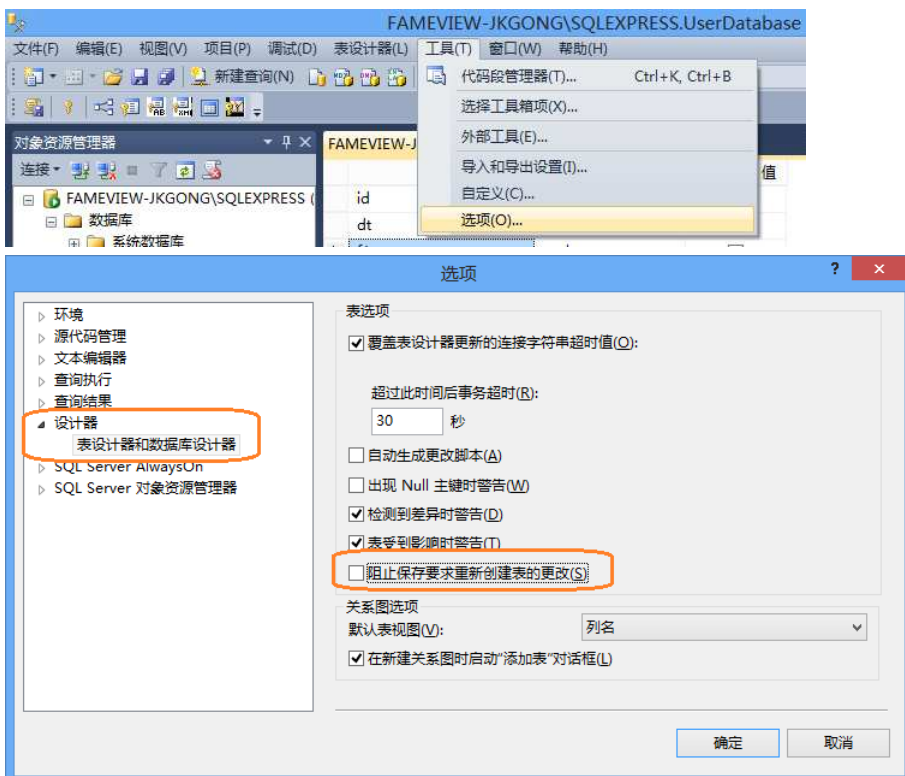 FAMEVIEW-JKGONG\SQLEXPRESS.UserDatabase
文件(F) 编辑(E) 视图(V) 项目(P) 调试(D) 表设计器(L) 工具(T) 窗口(W) 帮助(H)
新建查询(N)
代码段管理器(T)... Ctrl+K, Ctrl+B
选择工具箱项(X)...
外部工具(E)...
导入和导出设置(I)...
自定义(C)...
选项(O)...
对象资源管理器
连接
FAMEVIEW-JKGONG\SQLEXPRESS (
数据库
系统数据库
FAMEVIEW-J
值
id
dt
选项
环境
源代码管理
文本编辑器
查询执行
查询结果
设计器
表设计器和数据库设计器
SQL Server AlwaysOn
SQL Server 对象资源管理器
表选项
覆盖表设计器更新的连接字符串超时值(O):
超过此时间后事务超时(R):
30 秒
自动生成更改脚本(A)
出现 Null 主键时警告(W)
检测到差异时警告(D)
表受到影响时警告(T)
阻止保存要求重新创建表的更改(S)
关系图选项
默认表视图(V): 列名
在新建关系图时启动"添加表"对话框(L)
确定 取消